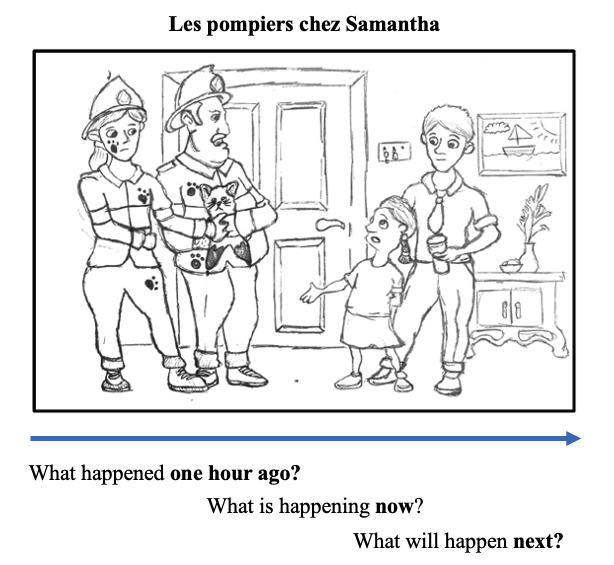 Les pompiers chez Samantha
What happened one hour ago?
What is happening now?
What will happen next?